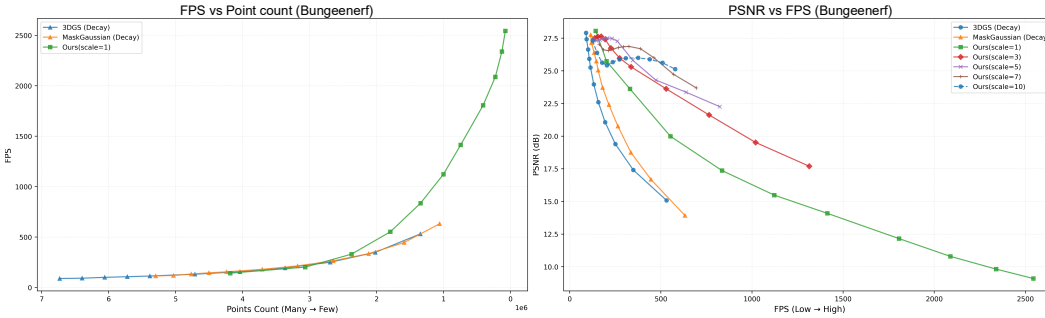 FPS vs Point count (Bungeenerf)
3DGS (Decay)
MaskGaussian (Decay)
Ours(scale=1)
FPS
2500
2000
1500
1000
500
0
7
6
5
4
3
2
1
0
1e6
Points Count (Many → Few)
PSNR vs FPS (Bungeenerf)
3DGS (Decay)
MaskGaussian (Decay
Ours(scale=1)
Ours(scale=3)
Ours(scale=5)
Ours(scale=7)
Ours(scale=10)
PSNR (dB)
27.5
25.0
22.5
20.0
17.5
15.0
12.5
10.0
0
500
1000
1500
2000
2500
FPS (Low → High)